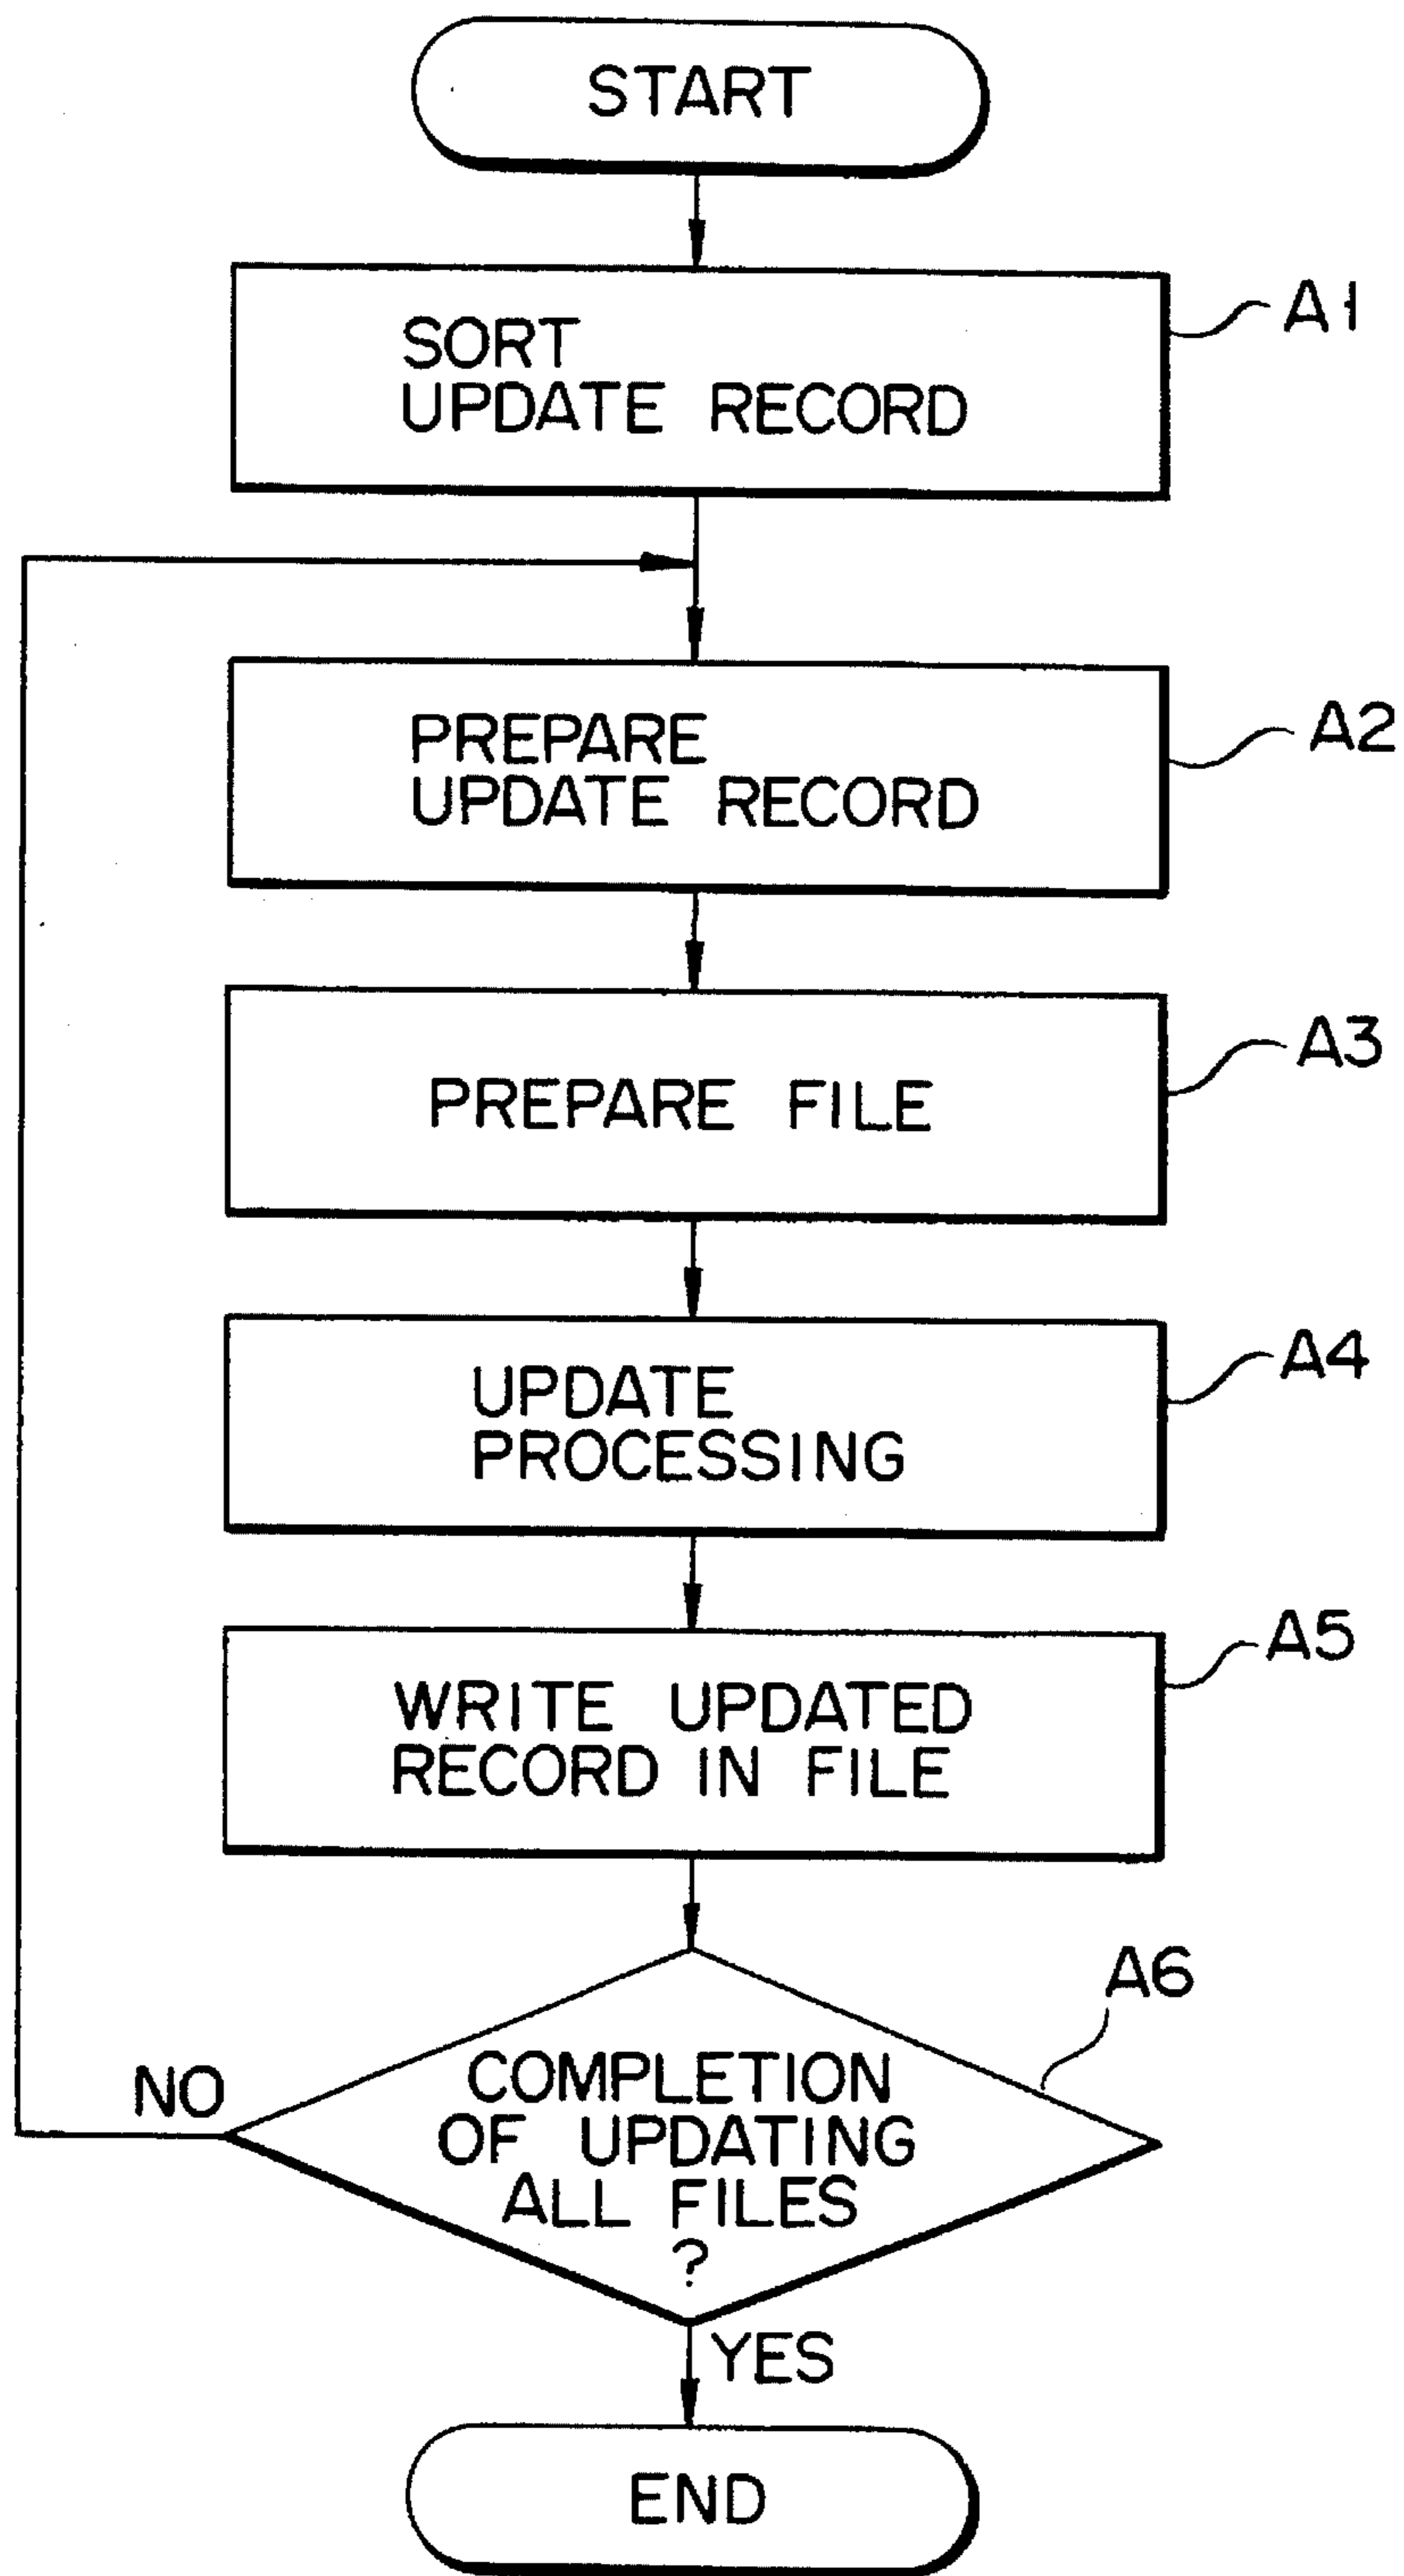 START
SORT
UPDATE RECORD
A1
PREPARE
UPDATE RECORD
A2
PREPARE FILE
A3
UPDATE
PROCESSING
A4
WRITE UPDATED
RECORD IN FILE
A5
COMPLETION
OF UPDATING
ALL FILES
?
A6
NO
YES
END